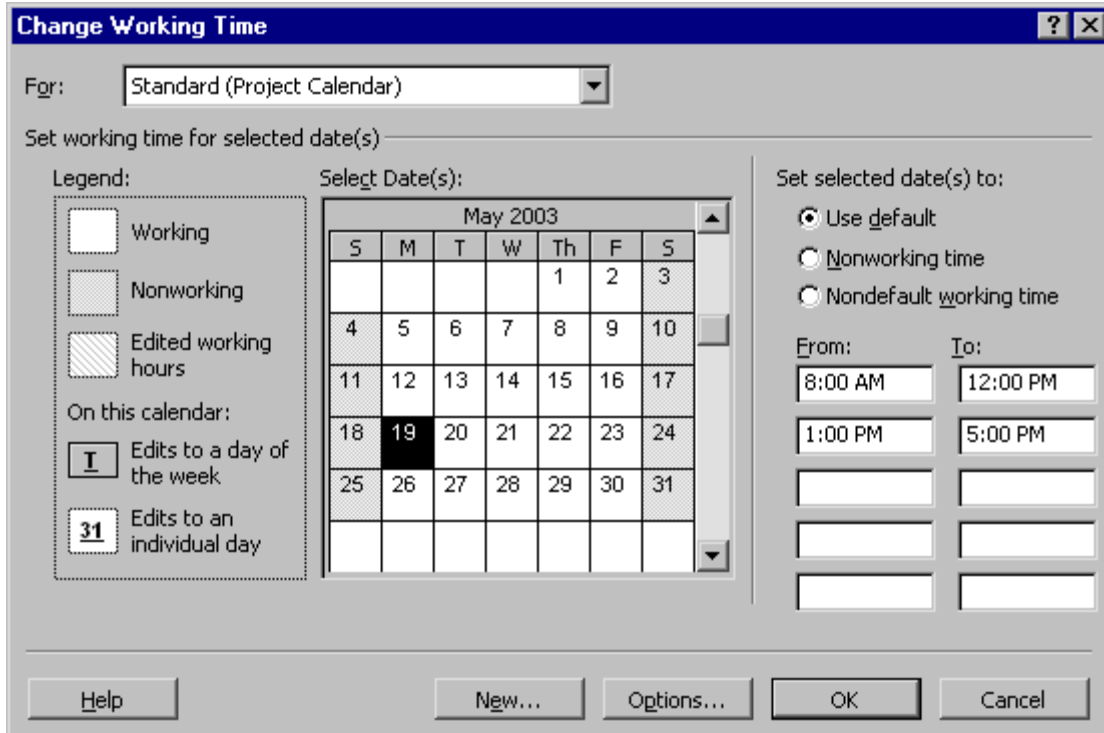 Change Working Time
For: Standard (Project Calendar)
Set working time for selected date(s)
Legend:
Working
Nonworking
Edited working
hours
On this calendar:
T Edits to a day of
the week
31 Edits to an
individual day
Select Date(s):
May 2003
S M T W Th F S
1 2 3
4 5 6 7 8 9 10
11 12 13 14 15 16 17
18 19 20 21 22 23 24
25 26 27 28 29 30 31
Set selected date(s) to:
Use default
Nonworking time
Nondefault working time
From: To:
8:00 AM 12:00 PM
1:00 PM 5:00 PM
Help New... Options... OK Cancel